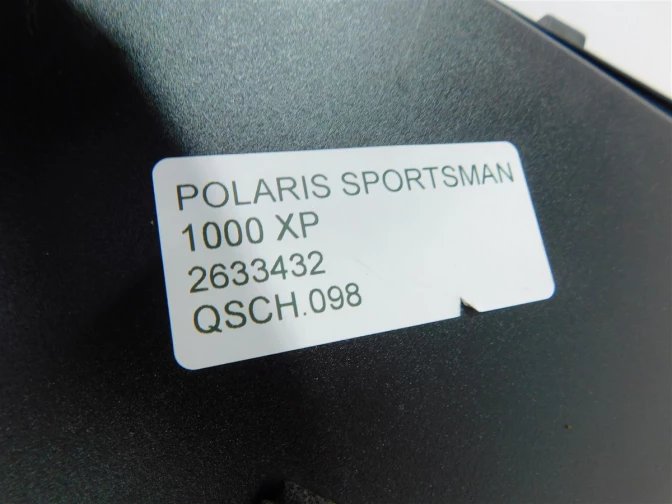 POLARIS SPORTSMAN
1000 XP
2633432
QSCH.098